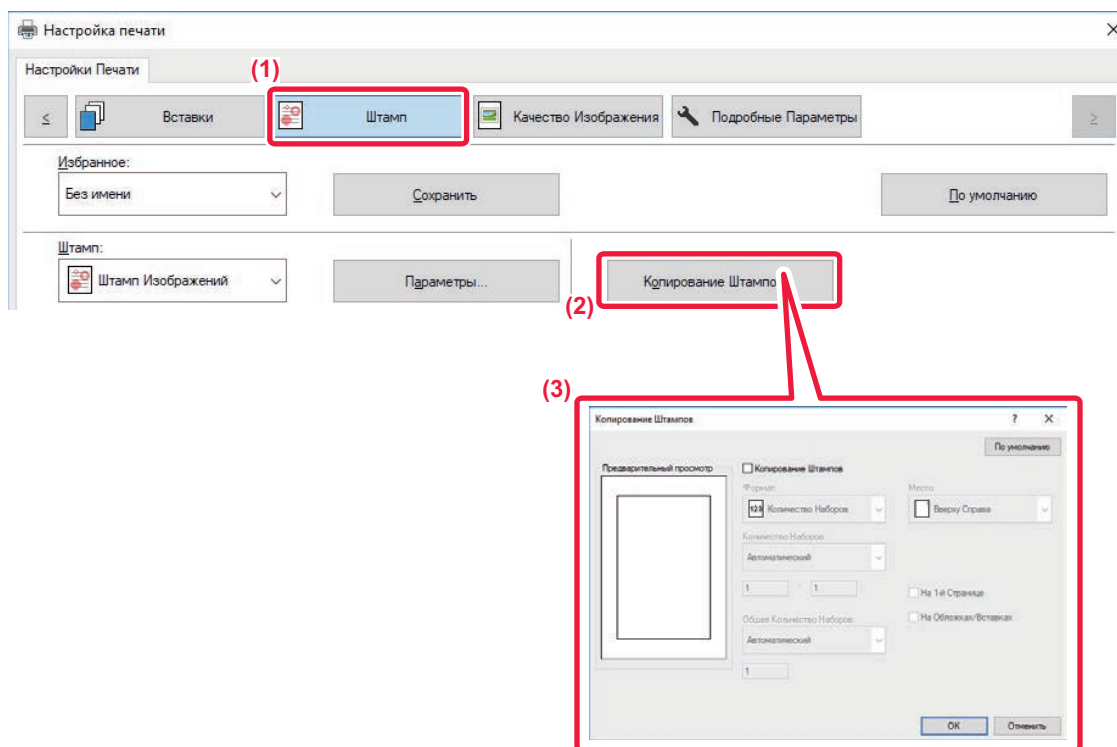 Настройка печати
Настройки Печати
(1)
Вставки
Штамп
Качество Изображения
Подробные Параметры
Избранное:
Без имени
Сохранить
По умолчанию
Штамп:
Штамп Изображений
Параметры...
Копирование Штампо
(2)
(3)
Копирование Штампов
По умолчанию
Предварительный просмотр
Копирование Штампов
Формат:
Место:
123 Количество Наборов
Вверху Справа
Количество Наборов:
Автоматический
1 - 1
На 1-й Странице
Общее Количество Наборов:
На Обложках/Вставках
Автоматический
1
OK
Отменить